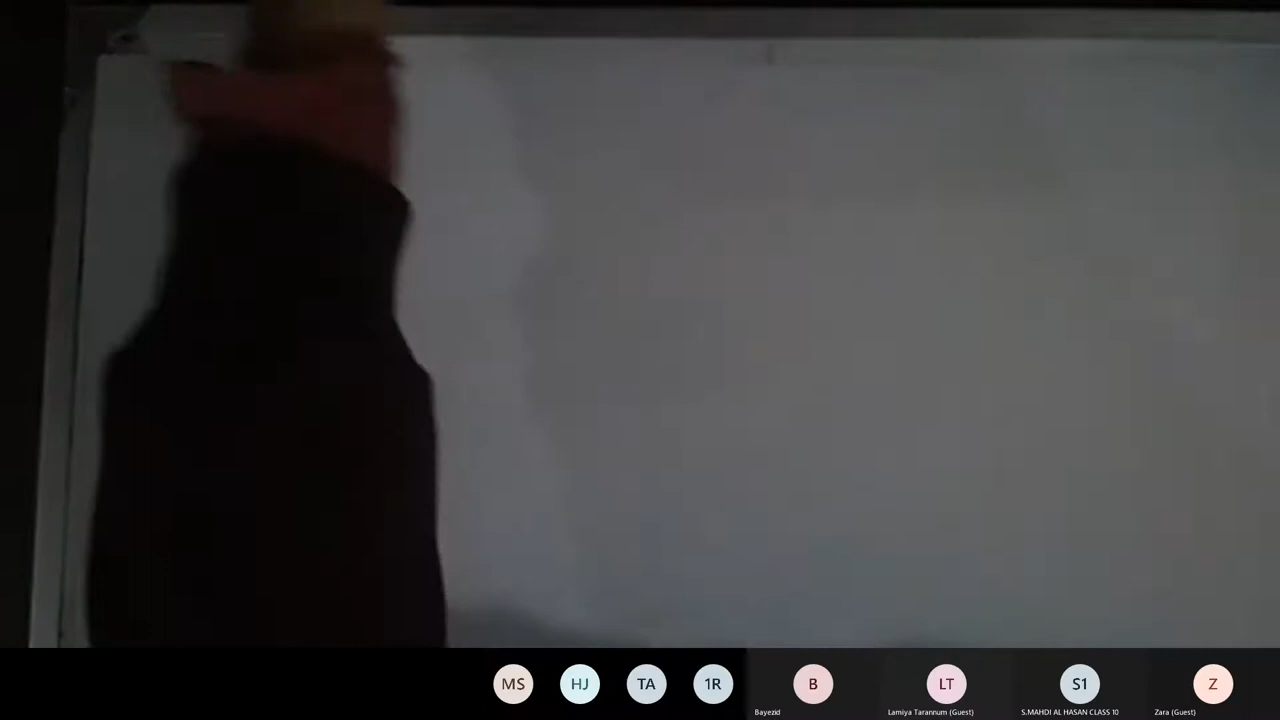 MS HJ TA 1R B LT S1 Z
Bayezid Lamiya Tarannum (Guest) S.MAHDI AL HASAN CLASS 10 Zara (Guest)